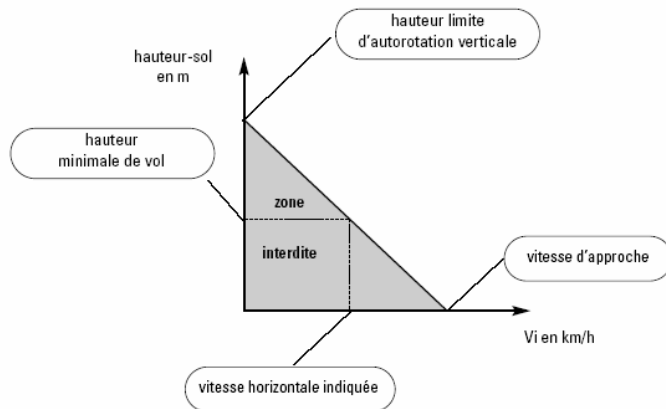 hauteur limite
d'autorotation verticale
hauteur-sol
en m
hauteur
minimale de vol
zone
interdite
vitesse d'approche
Vi en km/h
vitesse horizontale indiquée